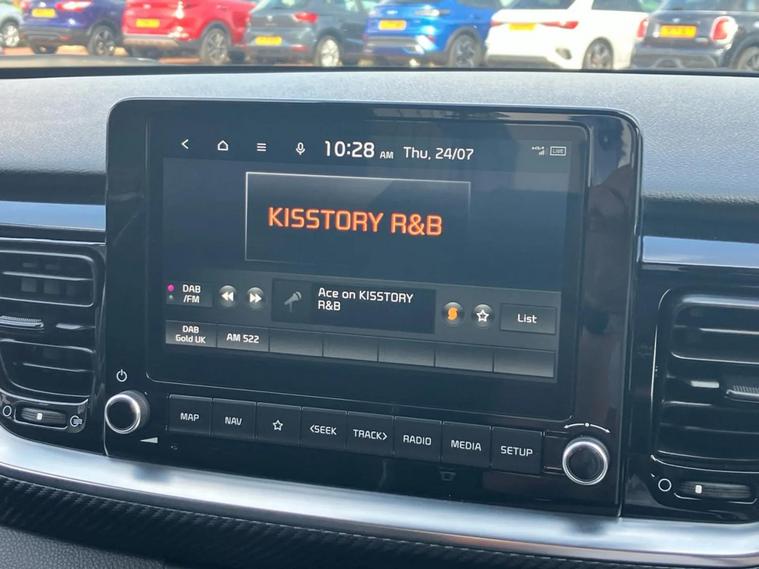 10:28 AM Thu, 24/07
LIVE
KISSTORY R&B
DAB
/FM
Ace on KISSTORY
R&B
List
DAB
Gold UK
AM 522
MAP
NAV
<SEEK
TRACK>
RADIO
MEDIA
SETUP